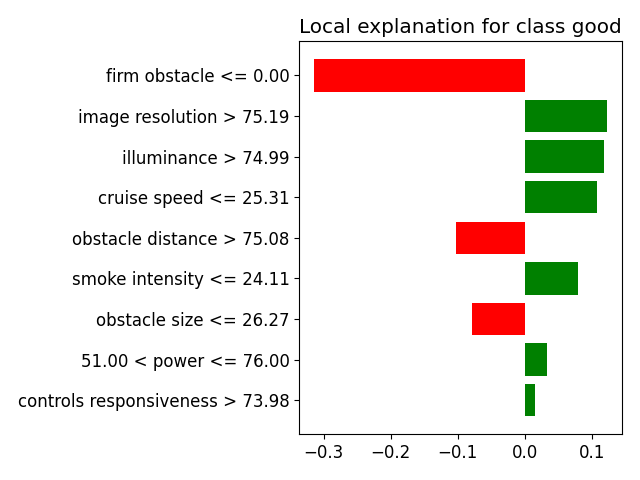 Local explanation for class good
firm obstacle <= 0.00
image resolution > 75.19
illuminance > 74.99
cruise speed <= 25.31
obstacle distance > 75.08
smoke intensity <= 24.11
obstacle size <= 26.27
51.00 < power <= 76.00
controls responsiveness > 73.98
−0.3 −0.2 −0.1 0.0 0.1